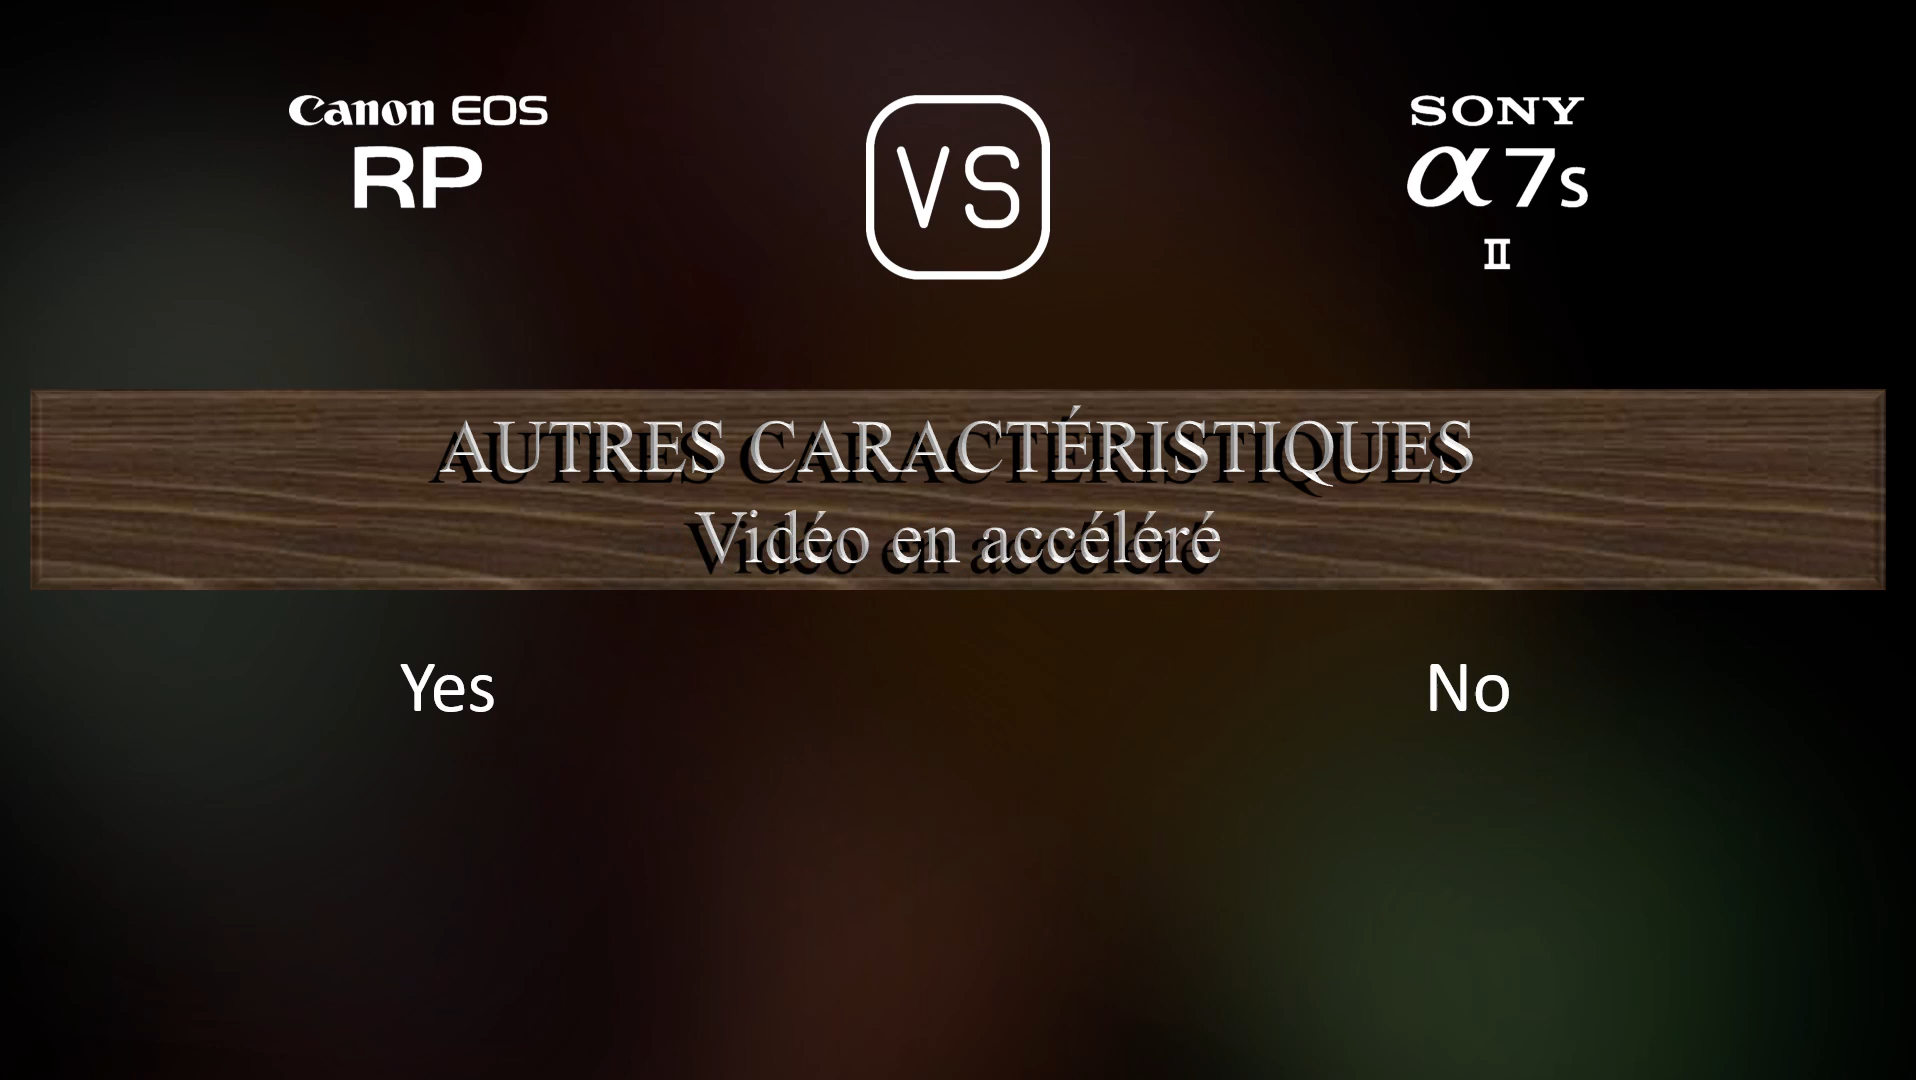 Canon EOS
RP
VS
SONY
α7s
II
AUTRES CARACTÉRISTIQUES
Vidéo en accéléré
Yes
No